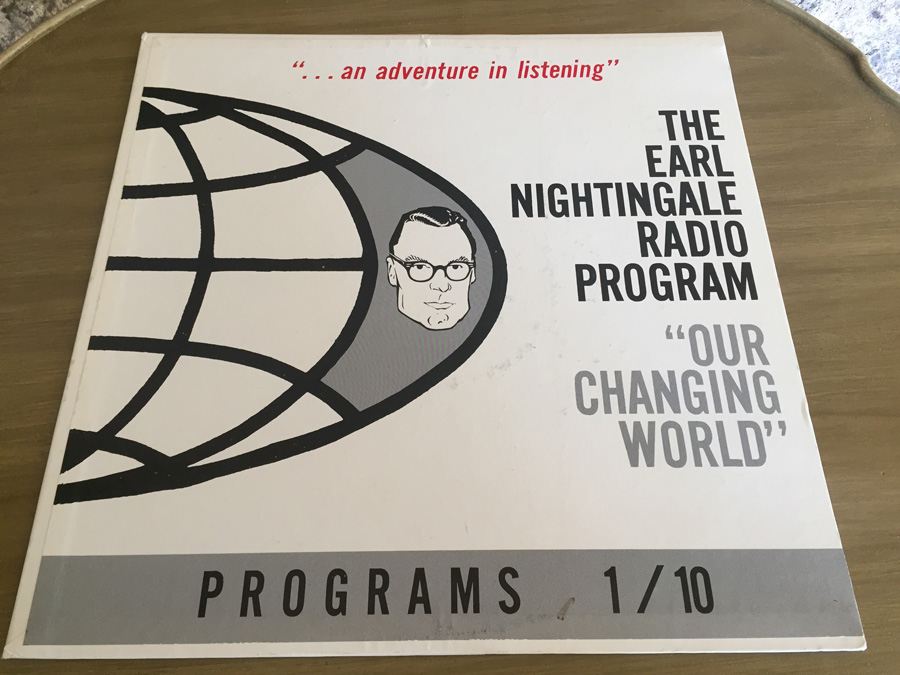 “... an adventure in listening”
THE
EARL
NIGHTINGALE
RADIO
PROGRAM
“OUR
CHANGING
WORLD”
PROGRAMS 1/10